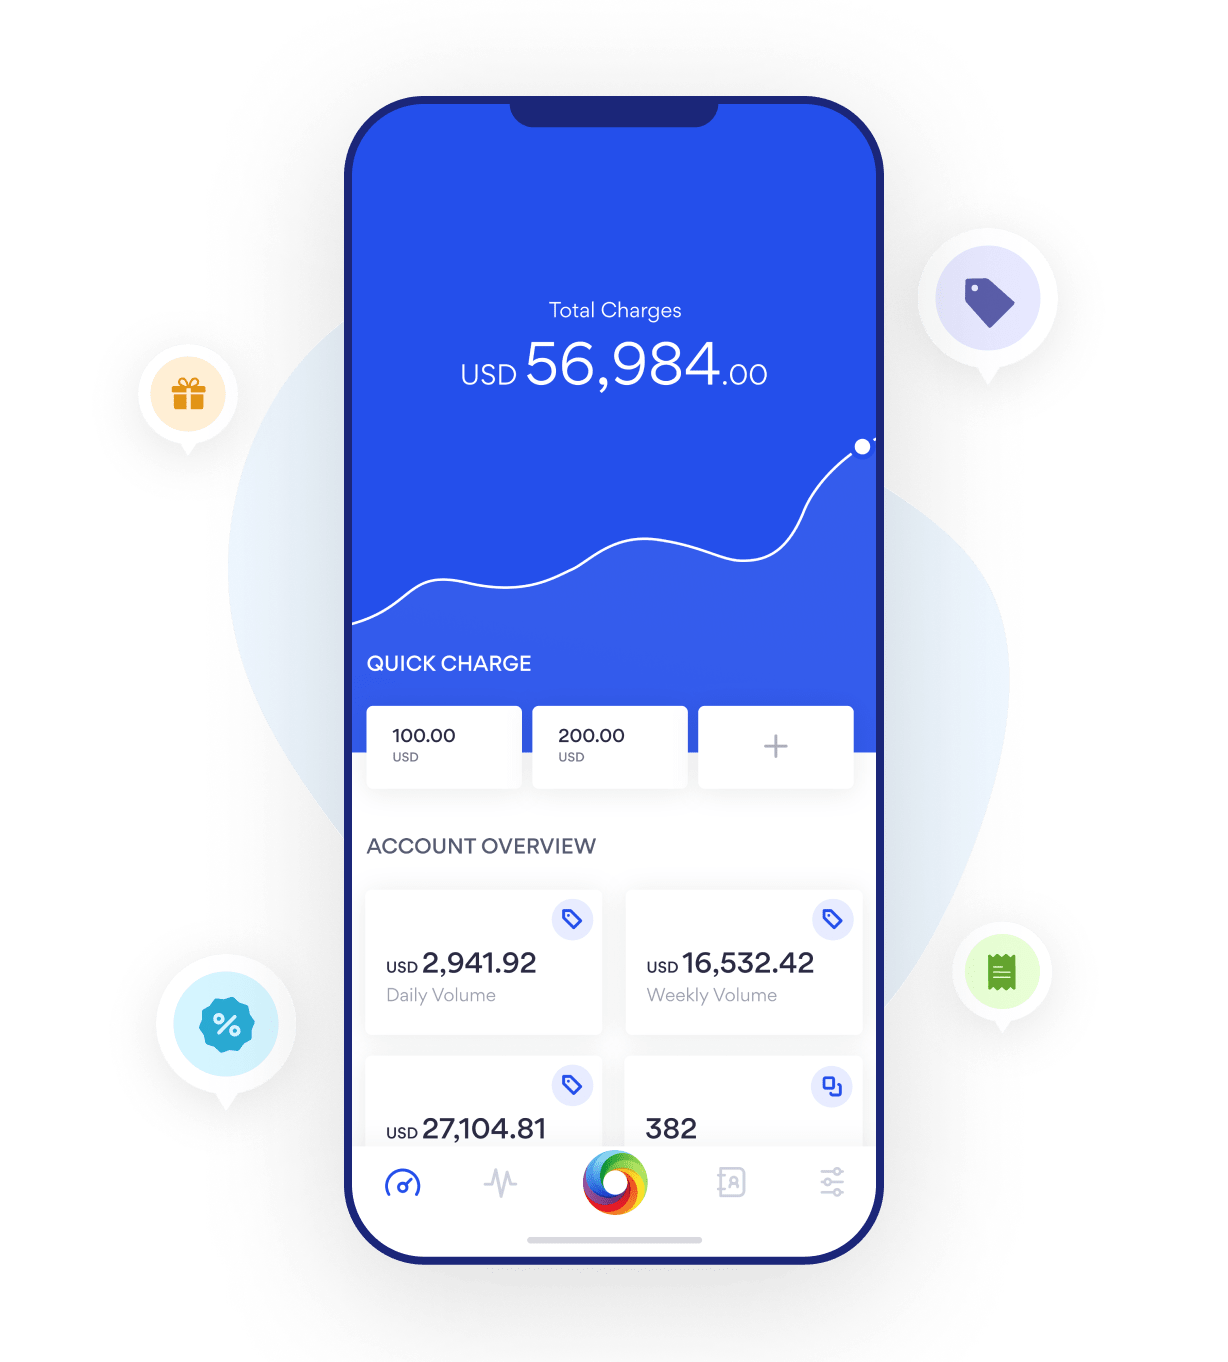 Total Charges
USD 56,984.00
QUICK CHARGE
100.00
USD
200.00
USD
+
ACCOUNT OVERVIEW
USD 2,941.92
Daily Volume
USD 16,532.42
Weekly Volume
USD 27,104.81
382
%